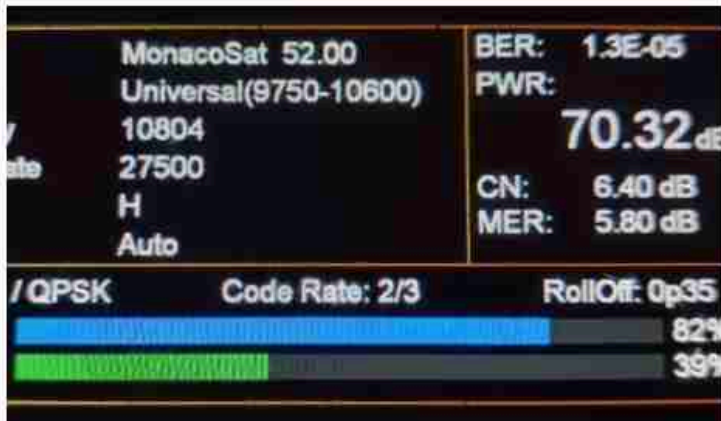 MonacoSat 52.00
Universal(9750-10600)
10804
27500
H
Auto
BER: 1.3E-05
PWR:
70.32
CN: 6.40 dB
MER: 5.80 dB
/ QPSK Code Rate: 2/3 RollOff: 0p35
82%
39%